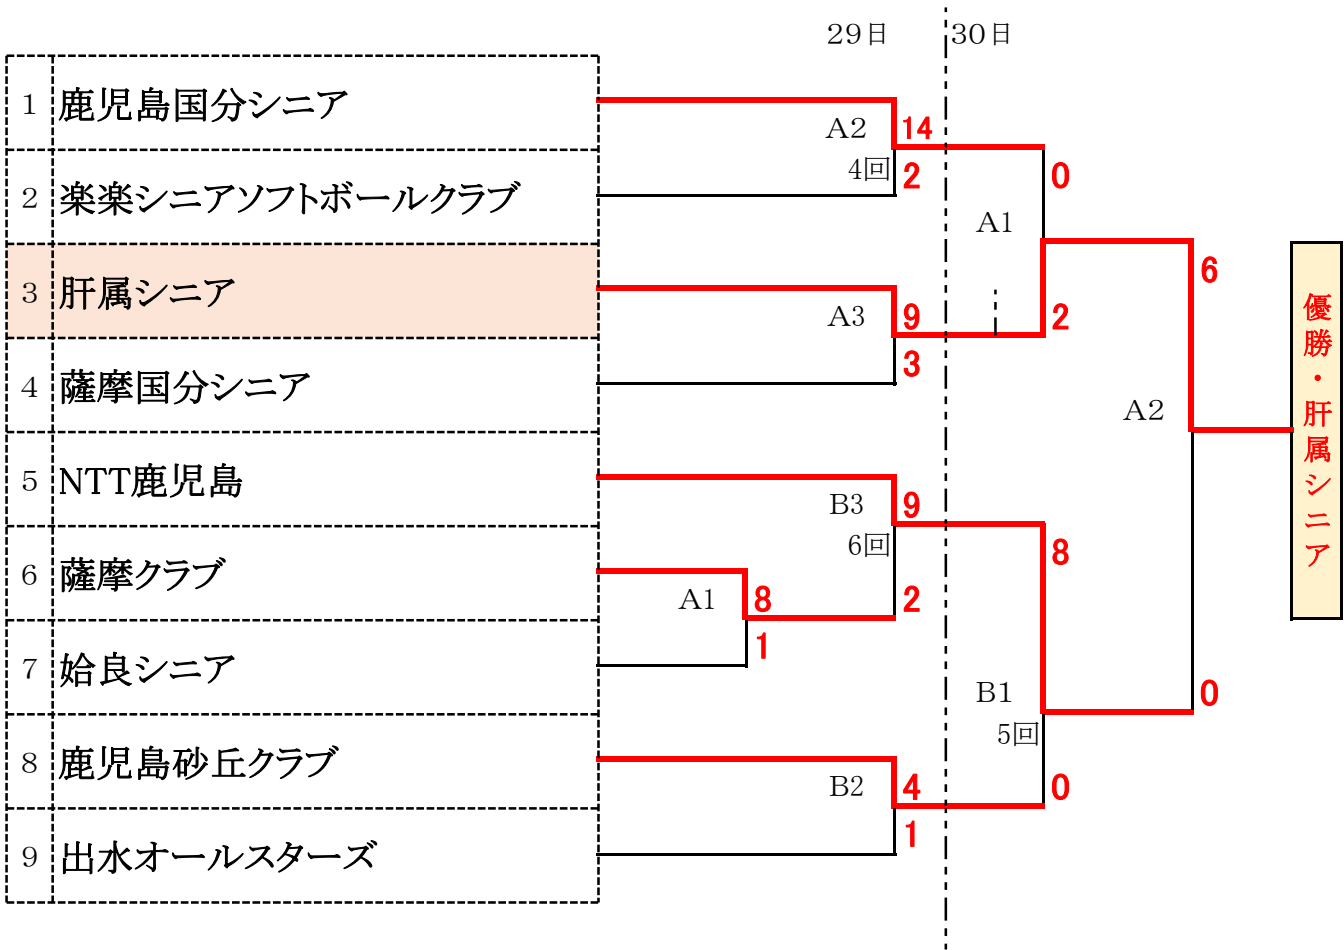 29日
30日
1 鹿児島国分シニア
A2
14
4回
2
0
2 楽楽シニアソフトボールクラブ
A1
6
3 肝属シニア
A3
9
2
3
4 薩摩国分シニア
A2
優勝・肝属シニア
5 NTT鹿児島
B3
9
6回
8
6 薩摩クラブ
A1
8
2
1
7 姶良シニア
B1
0
5回
8 鹿児島砂丘クラブ
B2
4
0
1
9 出水オールスターズ